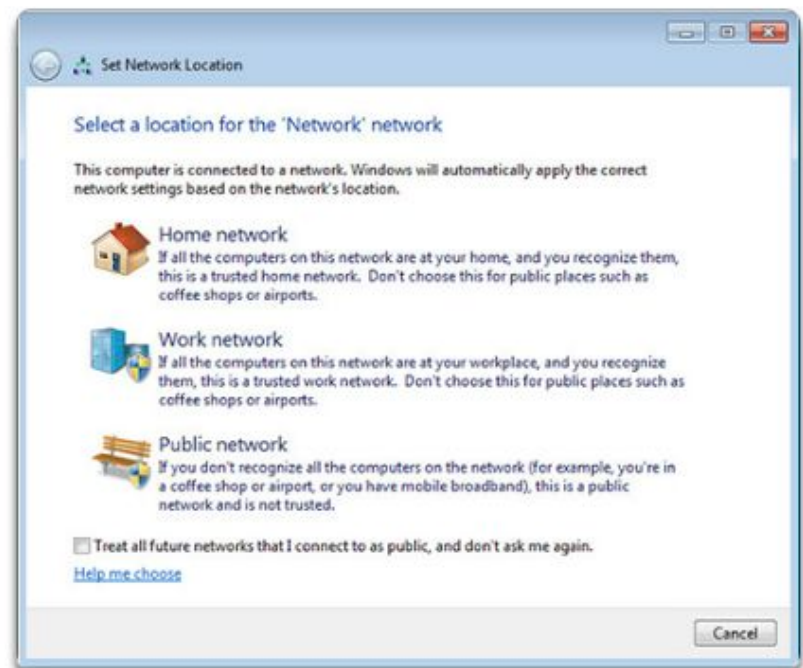 Set Network Location
Select a location for the 'Network' network
This computer is connected to a network. Windows will automatically apply the correct
network settings based on the network's location.
Home network
If all the computers on this network are at your home, and you recognize them,
this is a trusted home network. Don't choose this for public places such as
coffee shops or airports.
Work network
If all the computers on this network are at your workplace, and you recognize
them, this is a trusted work network. Don't choose this for public places such as
coffee shops or airports.
Public network
If you don't recognize all the computers on the network (for example, you're in
a coffee shop or airport, or you have mobile broadband), this is a public
network and is not trusted.
Treat all future networks that I connect to as public, and don't ask me again.
Help me choose
Cancel